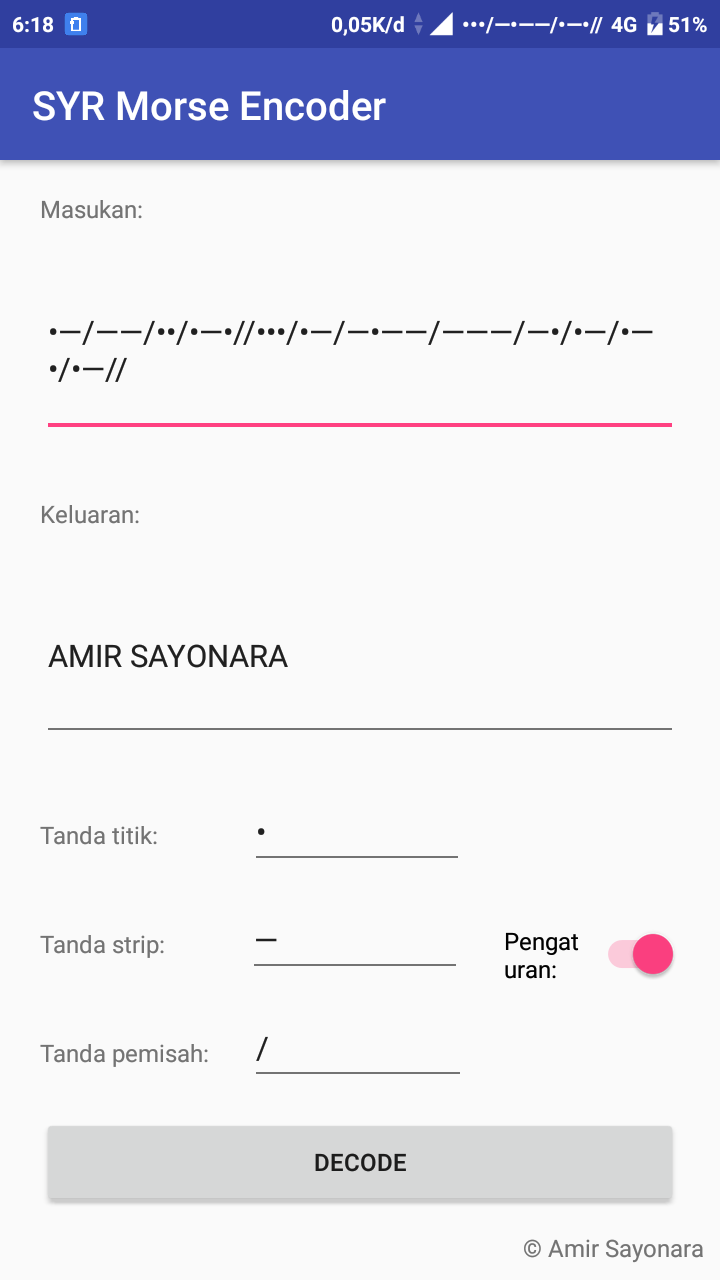 6:18 0,05K/d •••/—•——/•—•// 4G 51%
SYR Morse Encoder
Masukan:
•—/——/••/•—•//•••/•—/—•——/———/—•/•—/•—
•/•—//
Keluaran:
AMIR SAYONARA
Tanda titik: •
Tanda strip: —
Pengat
uran:
Tanda pemisah: /
DECODE
© Amir Sayonara